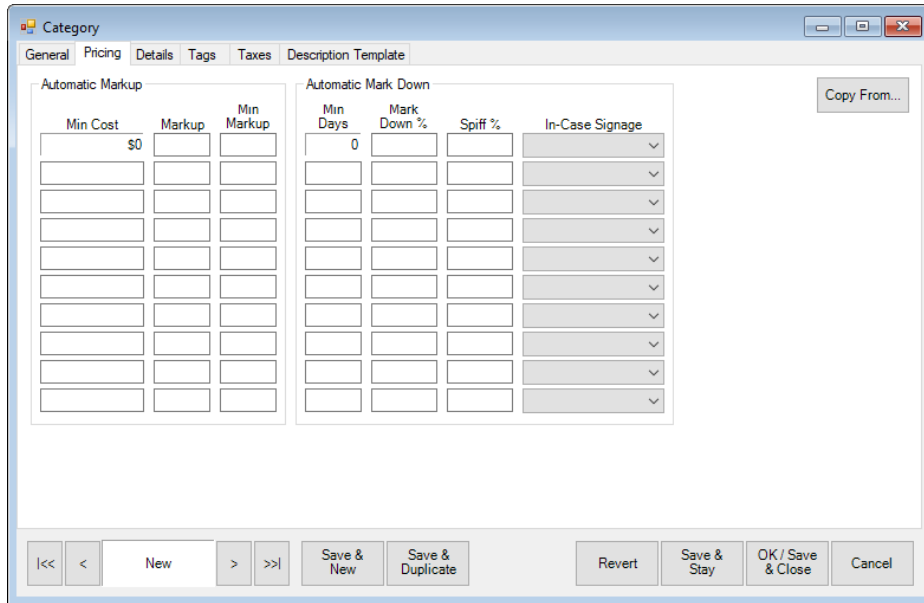 Category
General Pricing Details Tags Taxes Description Template
Automatic Markup
Automatic Mark Down
Copy From...
Min Cost Markup Min Markup
Min Days Mark Down % Spiff % In-Case Signage
$0
0
|<< < New > >>|
Save & New
Save & Duplicate
Revert
Save & Stay
OK / Save & Close
Cancel